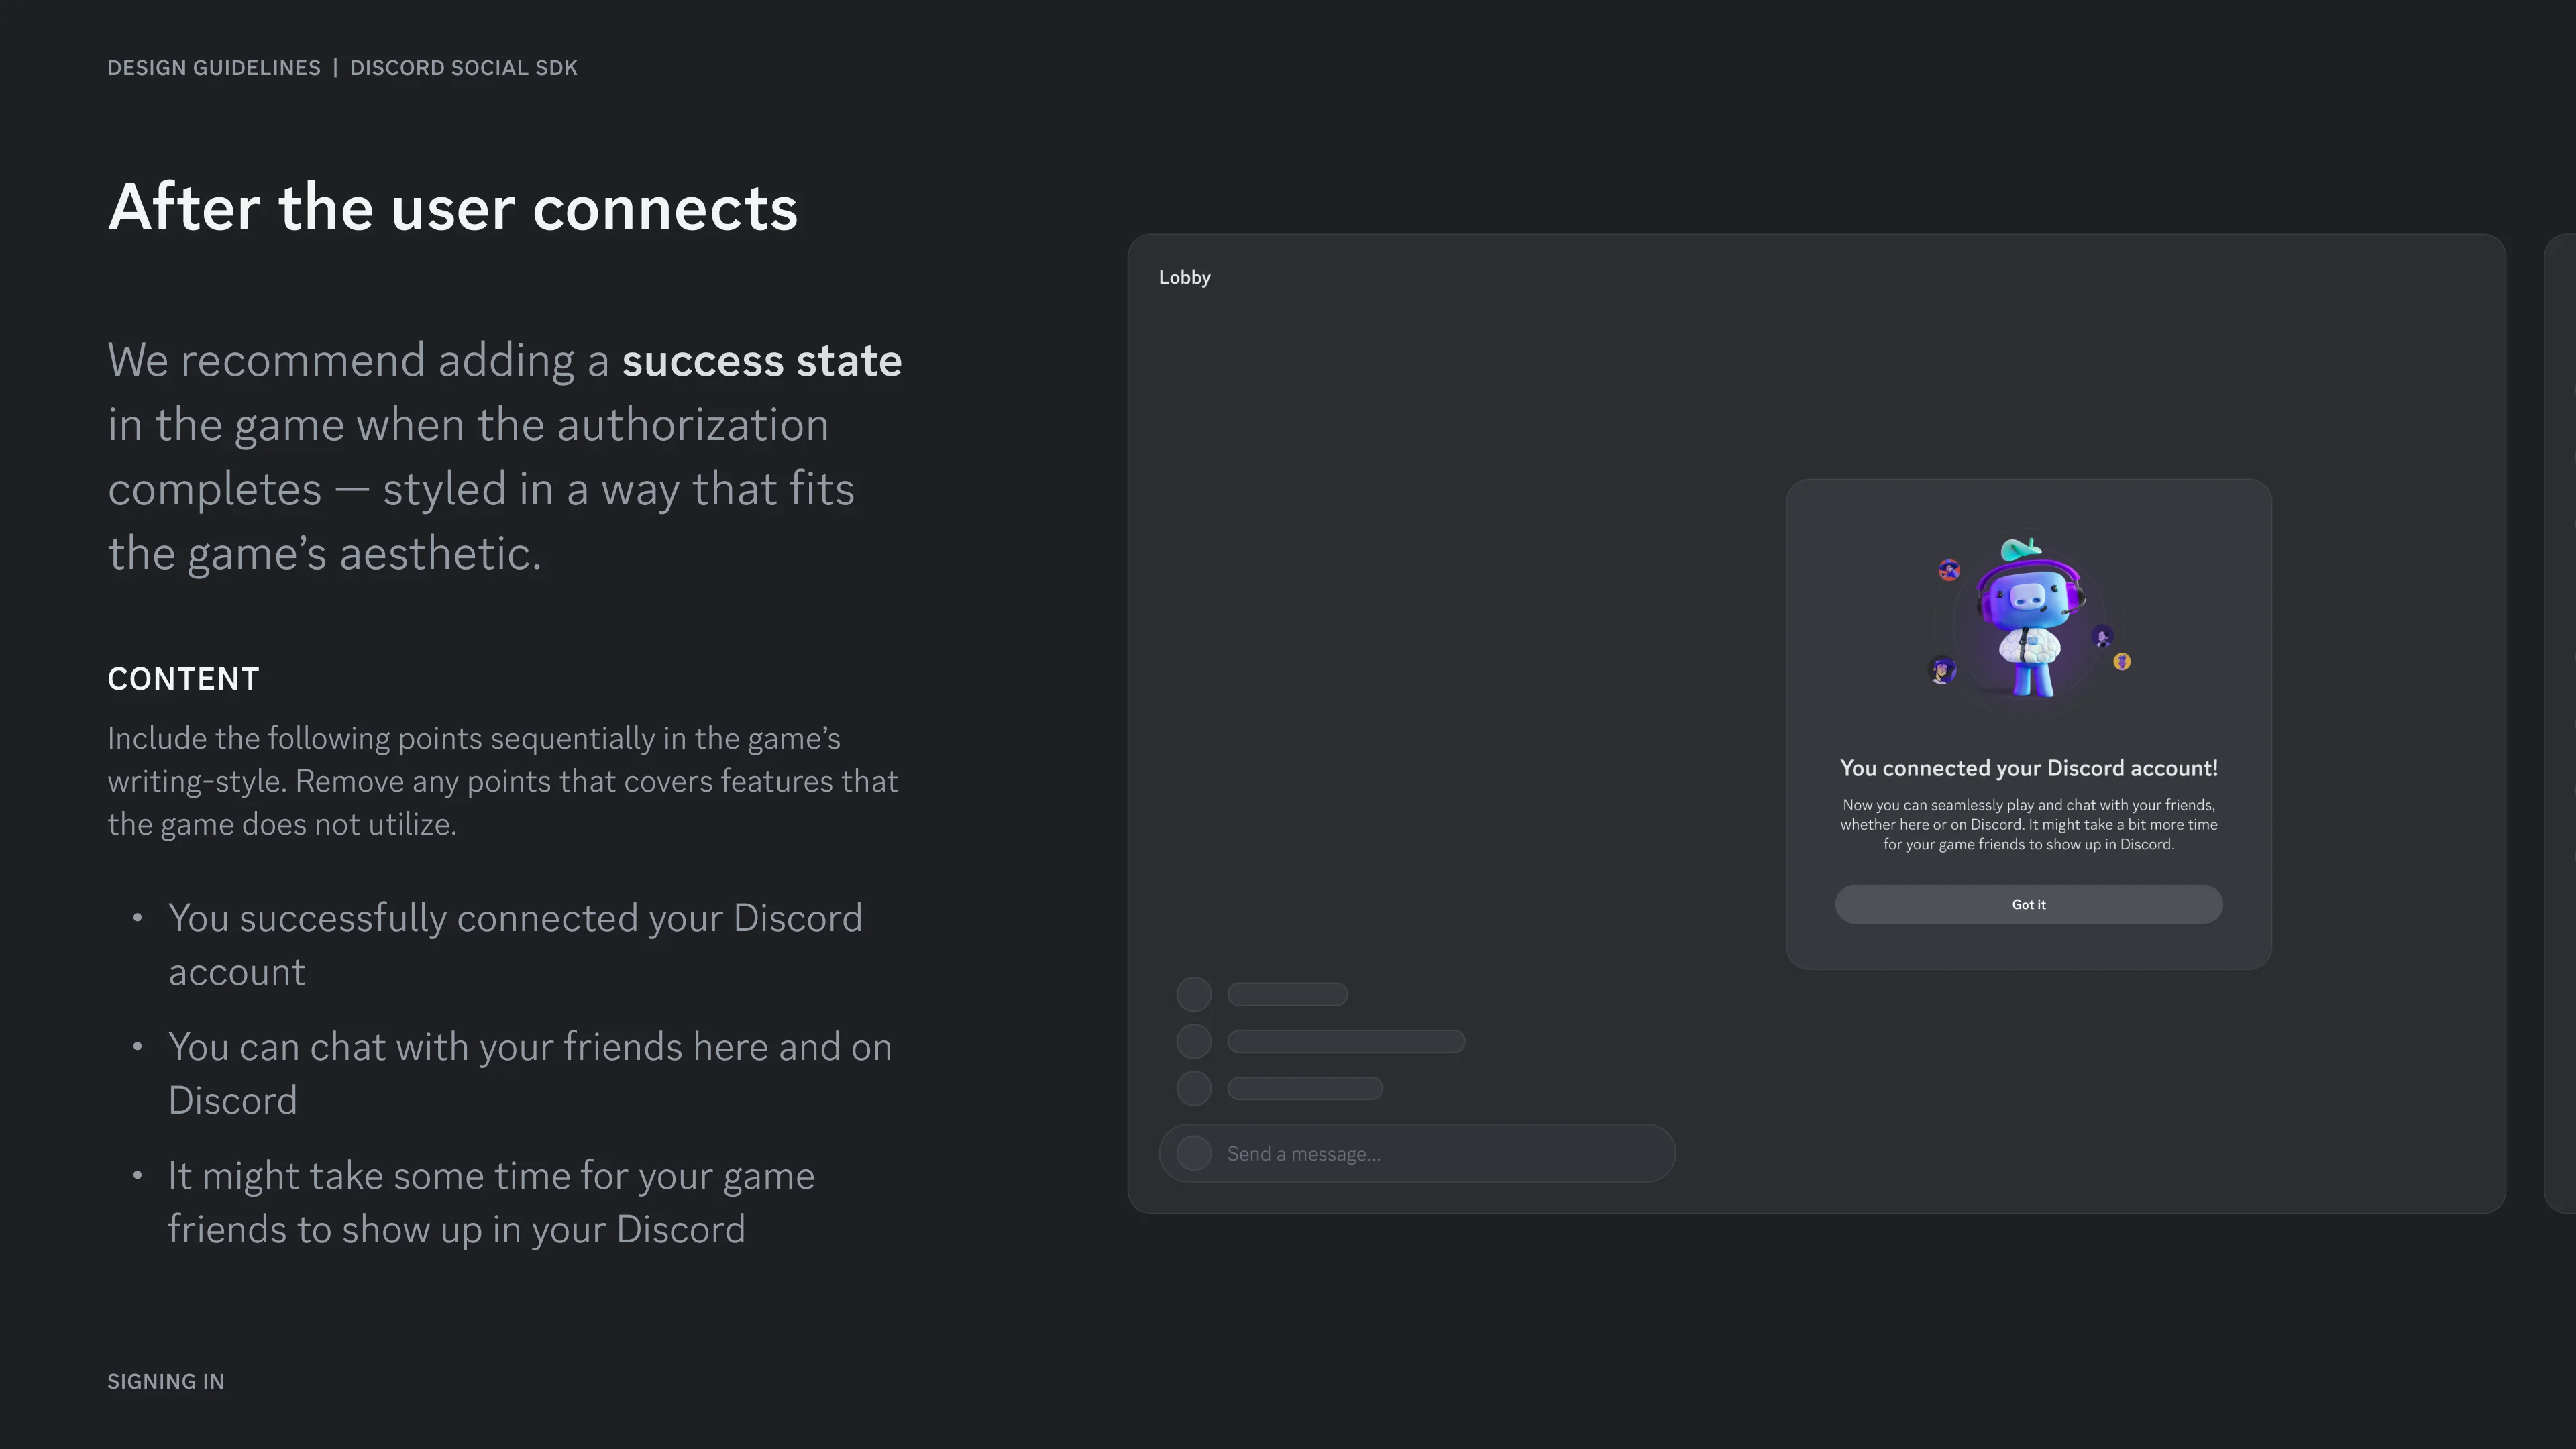 DESIGN GUIDELINES | DISCORD SOCIAL SDK
After the user connects
We recommend adding a success state
in the game when the authorization
completes — styled in a way that fits
the game’s aesthetic.
CONTENT
Include the following points sequentially in the game’s
writing-style. Remove any points that covers features that
the game does not utilize.
• You successfully connected your Discord
account
• You can chat with your friends here and on
Discord
• It might take some time for your game
friends to show up in your Discord
SIGNING IN
Lobby
You connected your Discord account!
Now you can seamlessly play and chat with your friends,
whether here or on Discord. It might take a bit more time
for your game friends to show up in Discord.
Got it
Send a message...